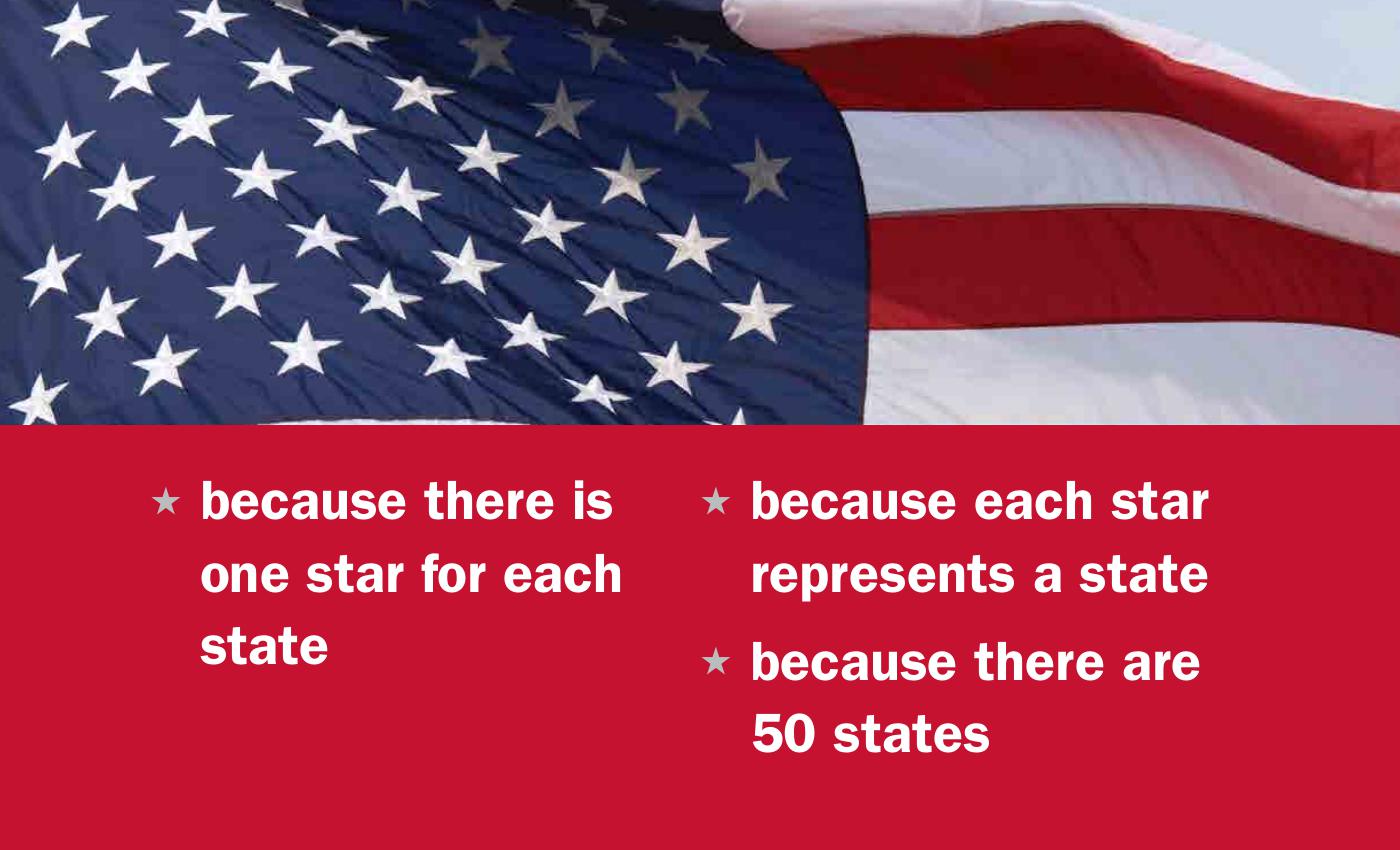 because there is
one star for each
state
because each star
represents a state
because there are
50 states